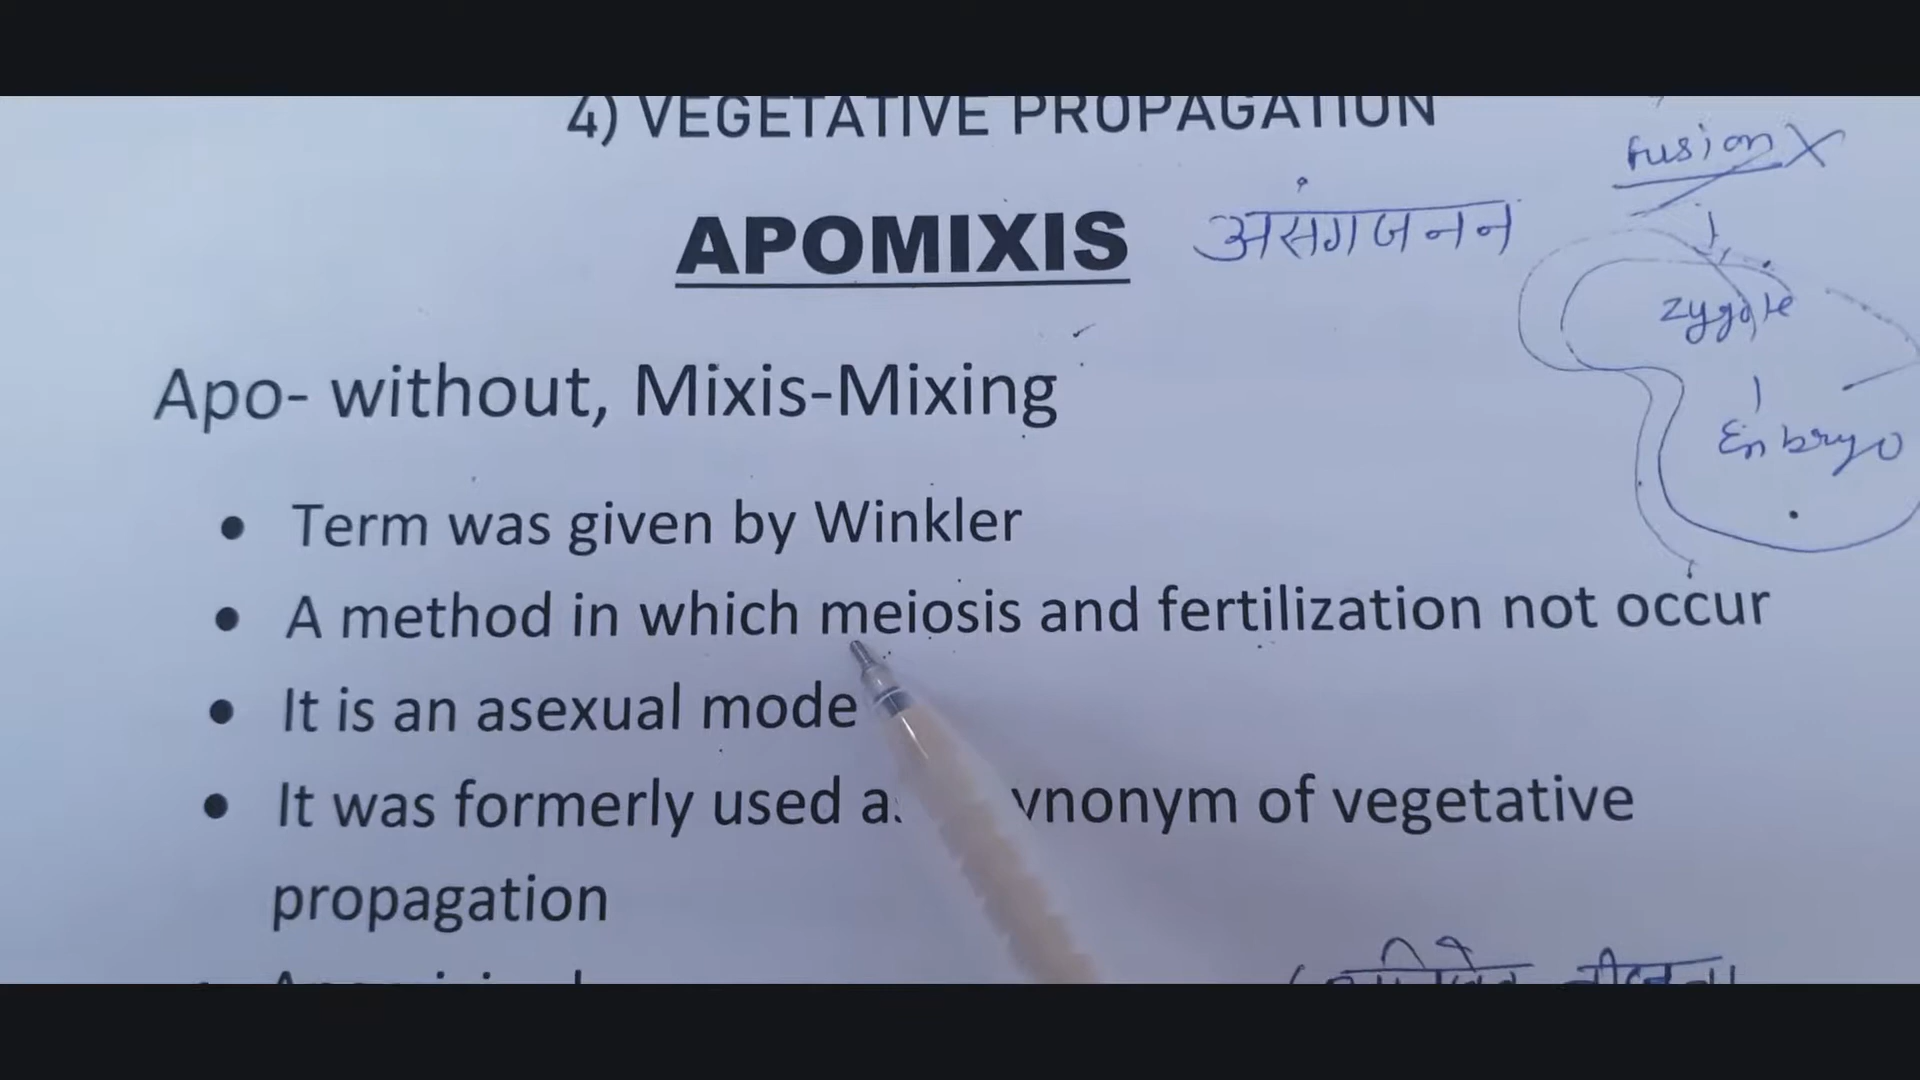 4) VEGETATIVE PROPAGATION
fusion
APOMIXIS असंगजनन
zygote
Apo- without, Mixis-Mixing
Embryo
• Term was given by Winkler
• A method in which meiosis and fertilization not occur
• It is an asexual mode
• It was formerly used a ynonym of vegetative
propagation